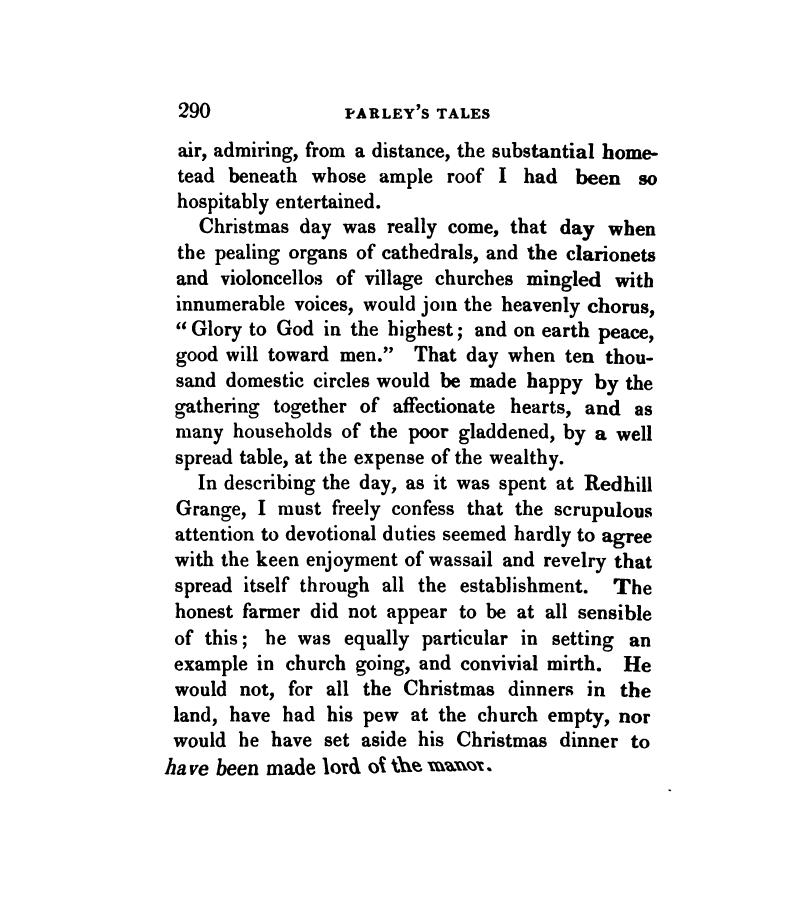 290 PARLEY'S TALES
air, admiring, from a distance, the substantial home-
tead beneath whose ample roof I had been so
hospitably entertained.
Christmas day was really come, that day when
the pealing organs of cathedrals, and the clarionets
and violoncellos of village churches mingled with
innumerable voices, would join the heavenly chorus,
“Glory to God in the highest; and on earth peace,
good will toward men.” That day when ten thou-
sand domestic circles would be made happy by the
gathering together of affectionate hearts, and as
many households of the poor gladdened, by a well
spread table, at the expense of the wealthy.
In describing the day, as it was spent at Redhill
Grange, I must freely confess that the scrupulous
attention to devotional duties seemed hardly to agree
with the keen enjoyment of wassail and revelry that
spread itself through all the establishment. The
honest farmer did not appear to be at all sensible
of this; he was equally particular in setting an
example in church going, and convivial mirth. He
would not, for all the Christmas dinners in the
land, have had his pew at the church empty, nor
would he have set aside his Christmas dinner to
have been made lord of the manor.